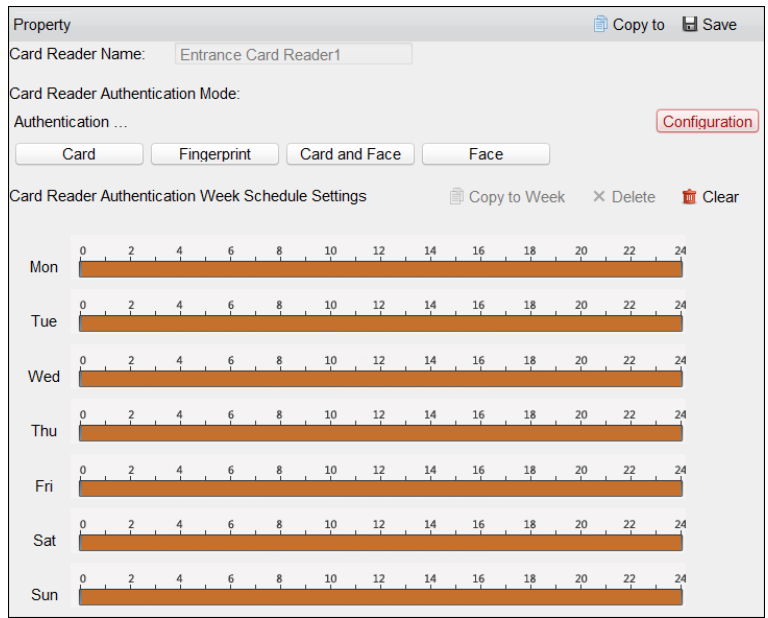 Property Copy to Save
Card Reader Name: Entrance Card Reader1
Card Reader Authentication Mode:
Authentication ... Configuration
Card Fingerprint Card and Face Face
Card Reader Authentication Week Schedule Settings Copy to Week Delete Clear
0 2 4 6 8 10 12 14 16 18 20 22 24
Mon
0 2 4 6 8 10 12 14 16 18 20 22 24
Tue
0 2 4 6 8 10 12 14 16 18 20 22 24
Wed
0 2 4 6 8 10 12 14 16 18 20 22 24
Thu
0 2 4 6 8 10 12 14 16 18 20 22 24
Fri
0 2 4 6 8 10 12 14 16 18 20 22 24
Sat
0 2 4 6 8 10 12 14 16 18 20 22 24
Sun